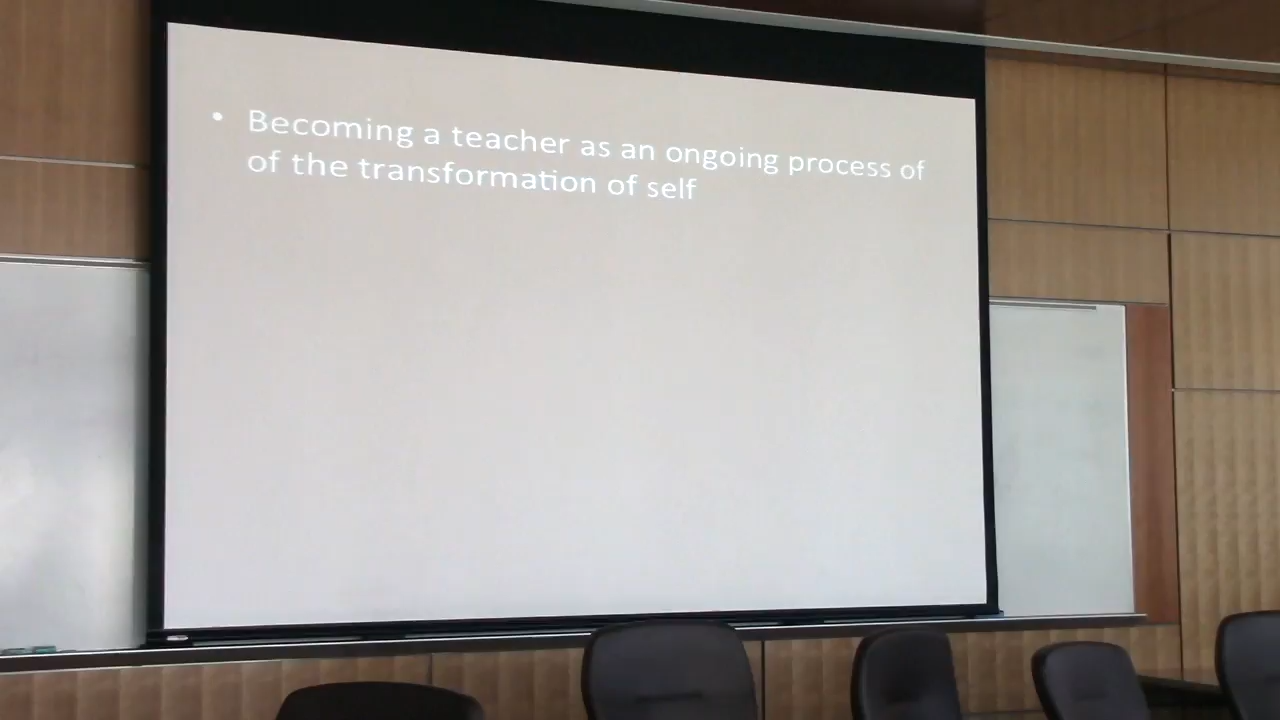 • Becoming a teacher as an ongoing process of
of the transformation of self